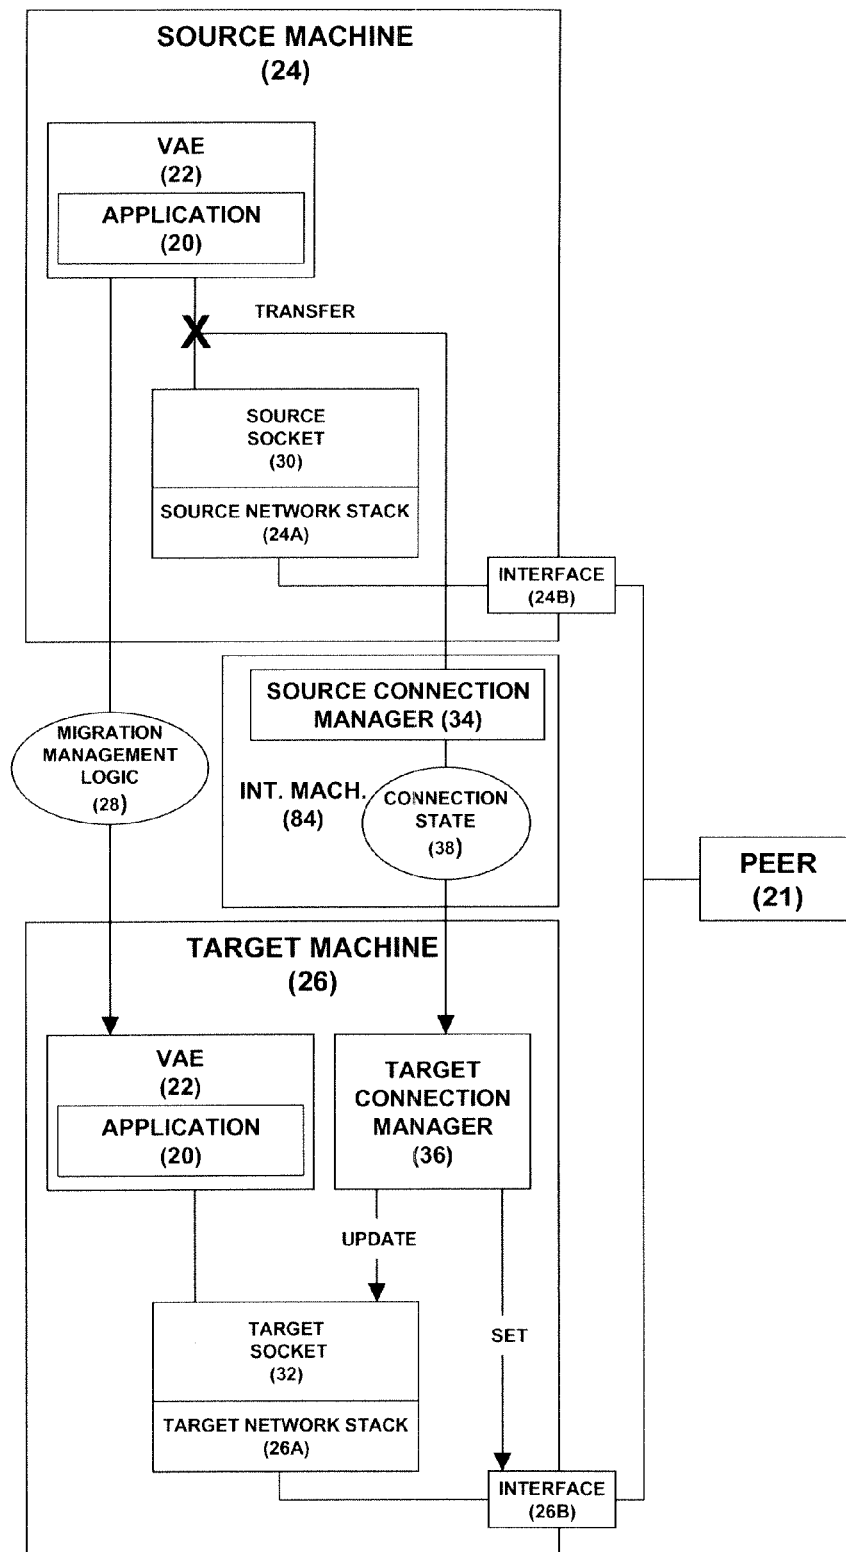 SOURCE MACHINE
(24)
VAE
(22)
APPLICATION
(20)
TRANSFER
X
SOURCE
SOCKET
(30)
SOURCE NETWORK STACK
(24A)
INTERFACE
(24B)
SOURCE CONNECTION
MANAGER (34)
MIGRATION
MANAGEMENT
LOGIC
(28)
INT. MACH.
(84)
CONNECTION
STATE
(38)
PEER
(21)
TARGET MACHINE
(26)
VAE
(22)
APPLICATION
(20)
TARGET
CONNECTION
MANAGER
(36)
UPDATE
SET
TARGET
SOCKET
(32)
TARGET NETWORK STACK
(26A)
INTERFACE
(26B)